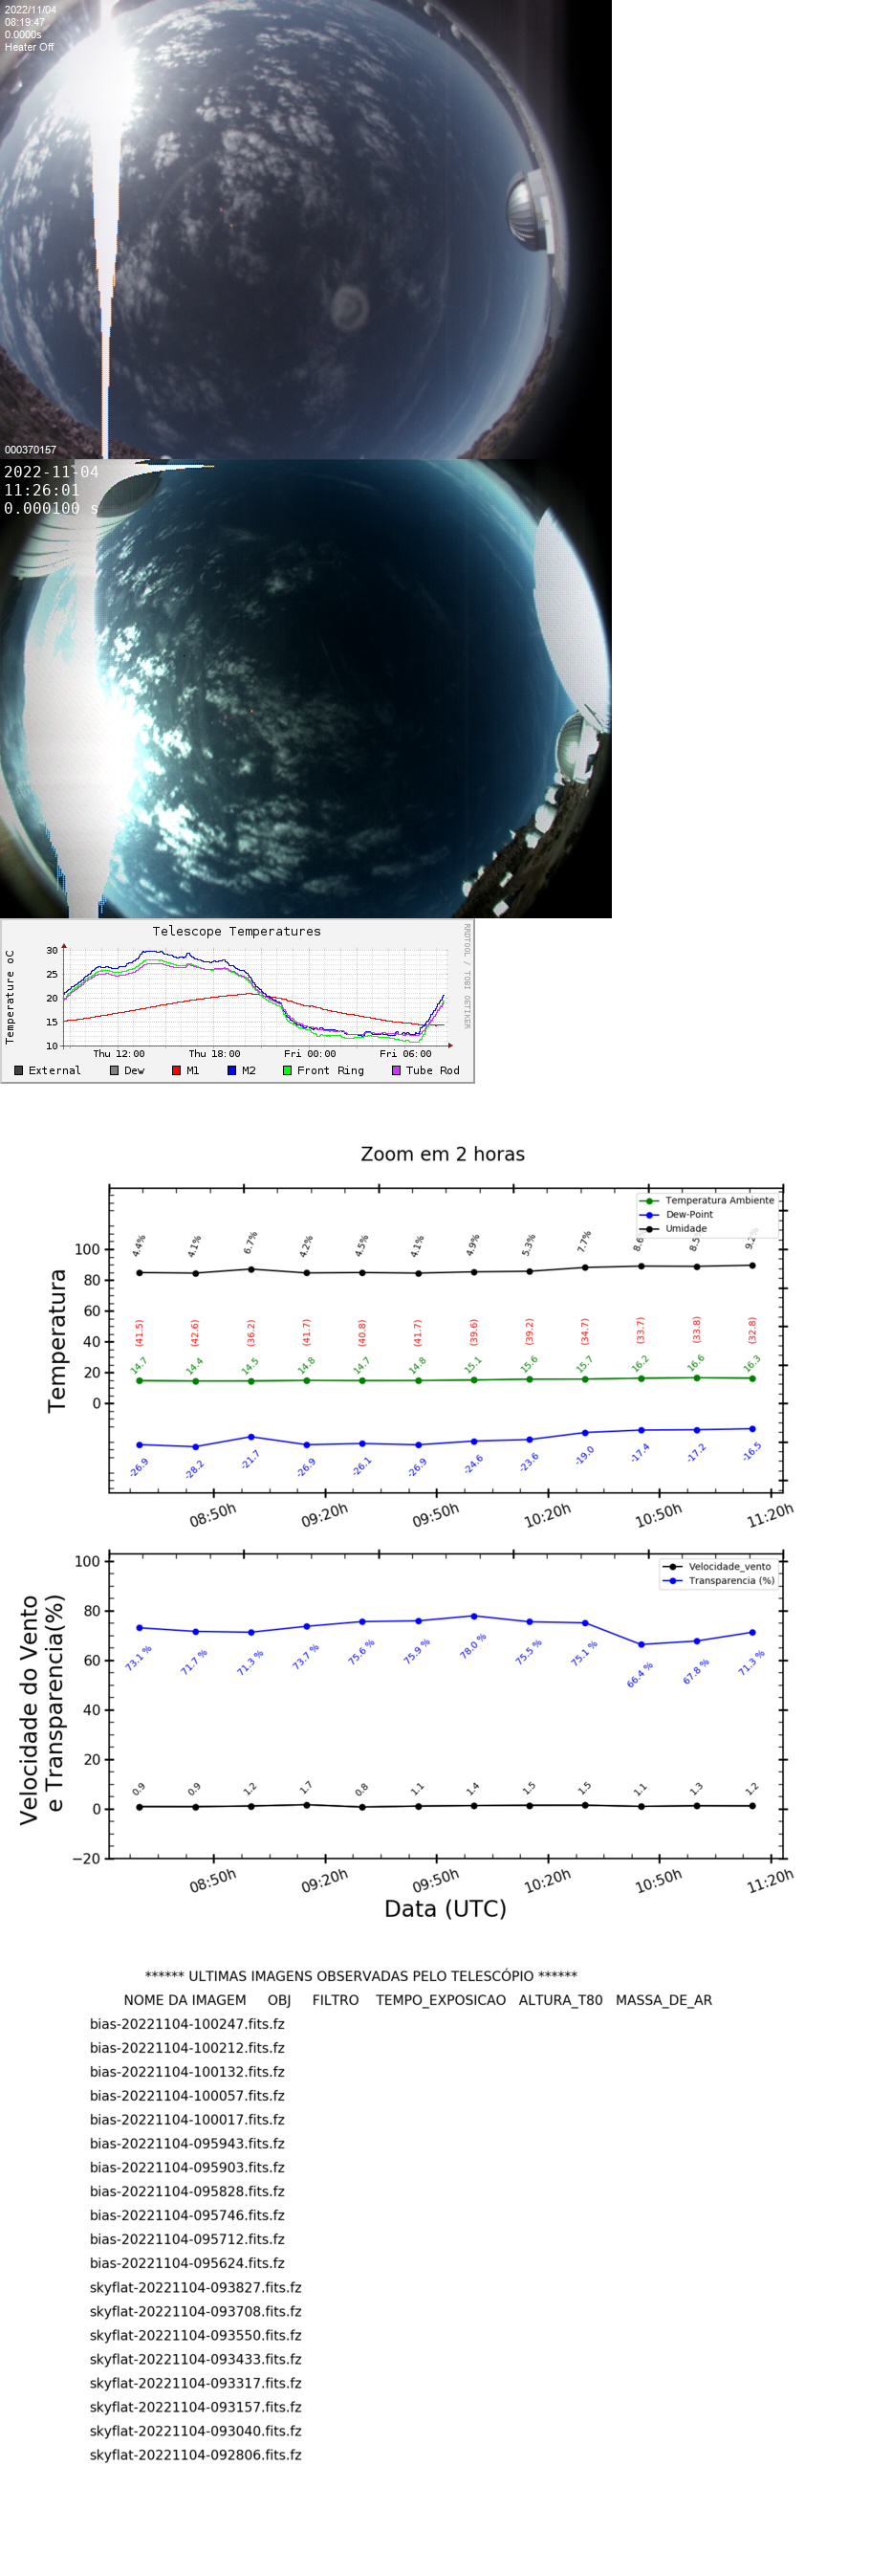 2022/11/04
08:19:47
0.0000s
Heater Off
000370157
2022-11-04
11:26:01
0.000100 s
Telescope Temperatures
RRDTOOL / TOBI OETIKER
Temperature oC
30
25
20
15
10
Thu 12:00 Thu 18:00 Fri 00:00 Fri 06:00
External Dew M1 M2 Front Ring Tube Rod
Zoom em 2 horas
Temperatura Ambiente
Dew-Point
Umidade
Temperatura
100
80
60
40
20
0
4.4% 4.1% 6.7% 4.2% 4.5% 4.1% 4.9% 5.3% 7.7%
(41.5) (42.6) (36.2) (41.7) (40.8) (41.7) (39.6) (39.2) (34.7) (33.7) (33.8) (32.8)
14.7 14.4 14.5 14.8 14.7 14.8 15.1 15.6 15.7 16.2 16.6 16.3
-26.9 -28.2 -21.7 -26.9 -26.1 -26.9 -24.6 -23.6 -19.0 -17.4 -17.2 -16.5
08:50h 09:20h 09:50h 10:20h 10:50h 11:20h
Velocidade_vento
Transparencia (%)
Velocidade do Vento
e Transparencia(%)
100
80
60
40
20
0
−20
73.1 % 71.7 % 71.3 % 73.7 % 75.6 % 75.9 % 78.0 % 75.5 % 75.1 % 66.4 % 67.8 % 71.3 %
0.9 0.9 1.2 1.7 0.8 1.1 1.4 1.5 1.5 1.1 1.3 1.2
08:50h 09:20h 09:50h 10:20h 10:50h 11:20h
Data (UTC)
****** ULTIMAS IMAGENS OBSERVADAS PELO TELESCÓPIO ******
NOME DA IMAGEM OBJ FILTRO TEMPO_EXPOSICAO ALTURA_T80 MASSA_DE_AR
bias-20221104-100247.fits.fz
bias-20221104-100212.fits.fz
bias-20221104-100132.fits.fz
bias-20221104-100057.fits.fz
bias-20221104-100017.fits.fz
bias-20221104-095943.fits.fz
bias-20221104-095903.fits.fz
bias-20221104-095828.fits.fz
bias-20221104-095746.fits.fz
bias-20221104-095712.fits.fz
bias-20221104-095624.fits.fz
skyflat-20221104-093827.fits.fz
skyflat-20221104-093708.fits.fz
skyflat-20221104-093550.fits.fz
skyflat-20221104-093433.fits.fz
skyflat-20221104-093317.fits.fz
skyflat-20221104-093157.fits.fz
skyflat-20221104-093040.fits.fz
skyflat-20221104-092806.fits.fz